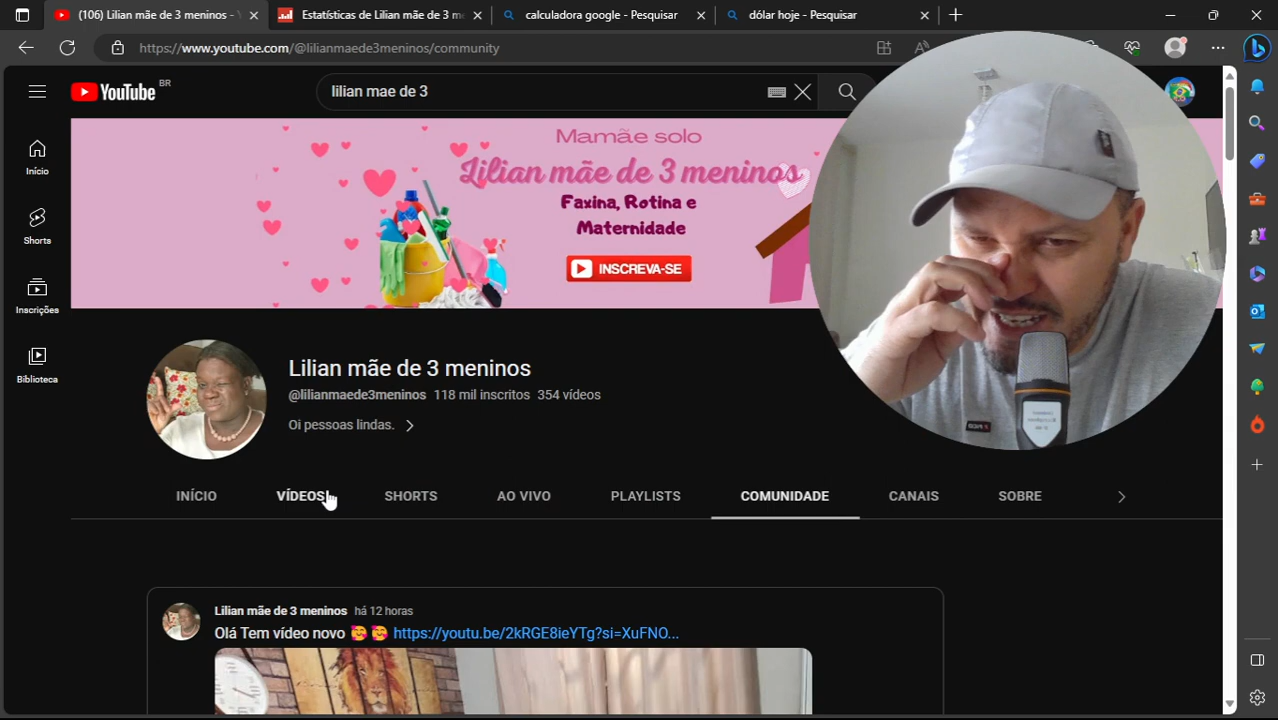 (106) Lilian mãe de 3 meninos - Y
Estatísticas de Lilian mãe de 3 me
calculadora google - Pesquisar
dólar hoje - Pesquisar
https://www.youtube.com/@lilianmaede3meninos/community
YouTube BR
lilian mae de 3
Início
Shorts
Inscrições
Biblioteca
Mamãe solo
Lilian mãe de 3 meninos
Faxina, Rotina e
Maternidade
INSCREVA-SE
Lilian mãe de 3 meninos
@lilianmaede3meninos 118 mil inscritos 354 vídeos
Oi pessoas lindas.
INÍCIO VÍDEOS SHORTS AO VIVO PLAYLISTS COMUNIDADE CANAIS SOBRE
Lilian mãe de 3 meninos há 12 horas
Olá Tem vídeo novo 🥰 🥰 https://youtu.be/2kRGE8ieYTg?si=XuFNO...